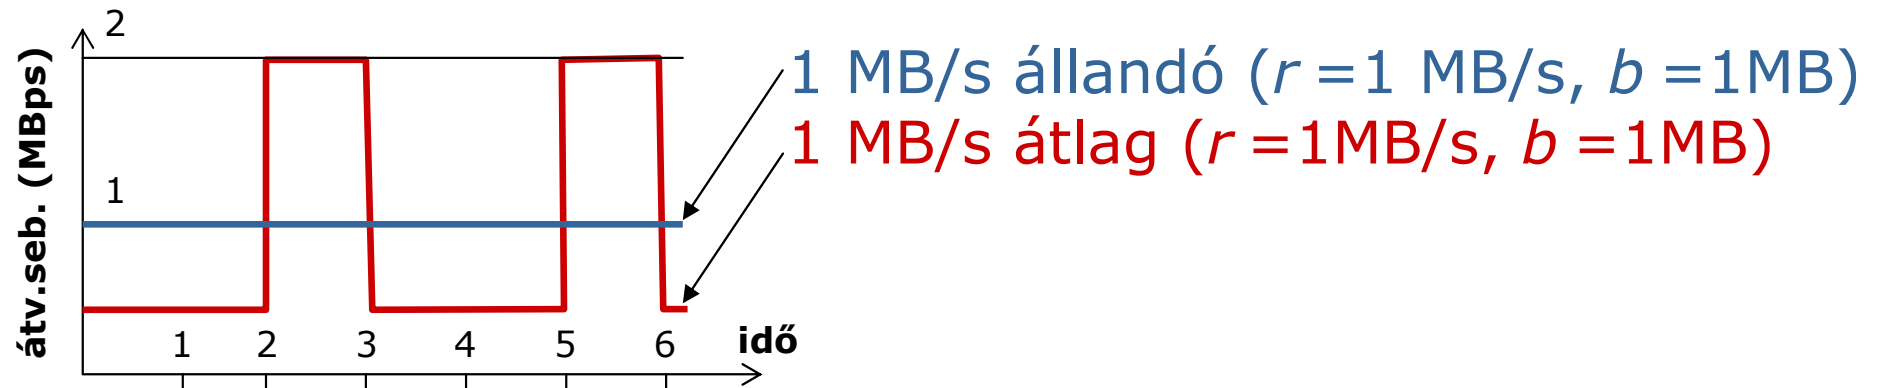 2
1 MB/s állandó (r =1 MB/s, b =1MB)
1 MB/s átlag (r =1MB/s, b =1MB)
átv.seb. (MBps)
1
1 2 3 4 5 6 idő